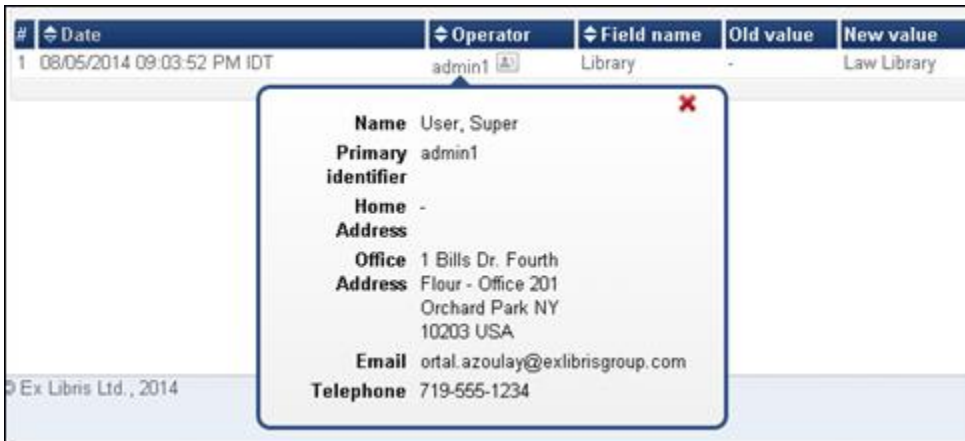 # Date Operator Field name Old value New value
1 08/05/2014 09:03:52 PM IDT admin1 Library - Law Library
Name User, Super
Primary identifier admin1
Home Address -
Office Address 1 Bills Dr. Fourth
Flour - Office 201
Orchard Park NY
10203 USA
Email ortal.azoulay@exlibrisgroup.com
Telephone 719-555-1234
© Ex Libris Ltd., 2014